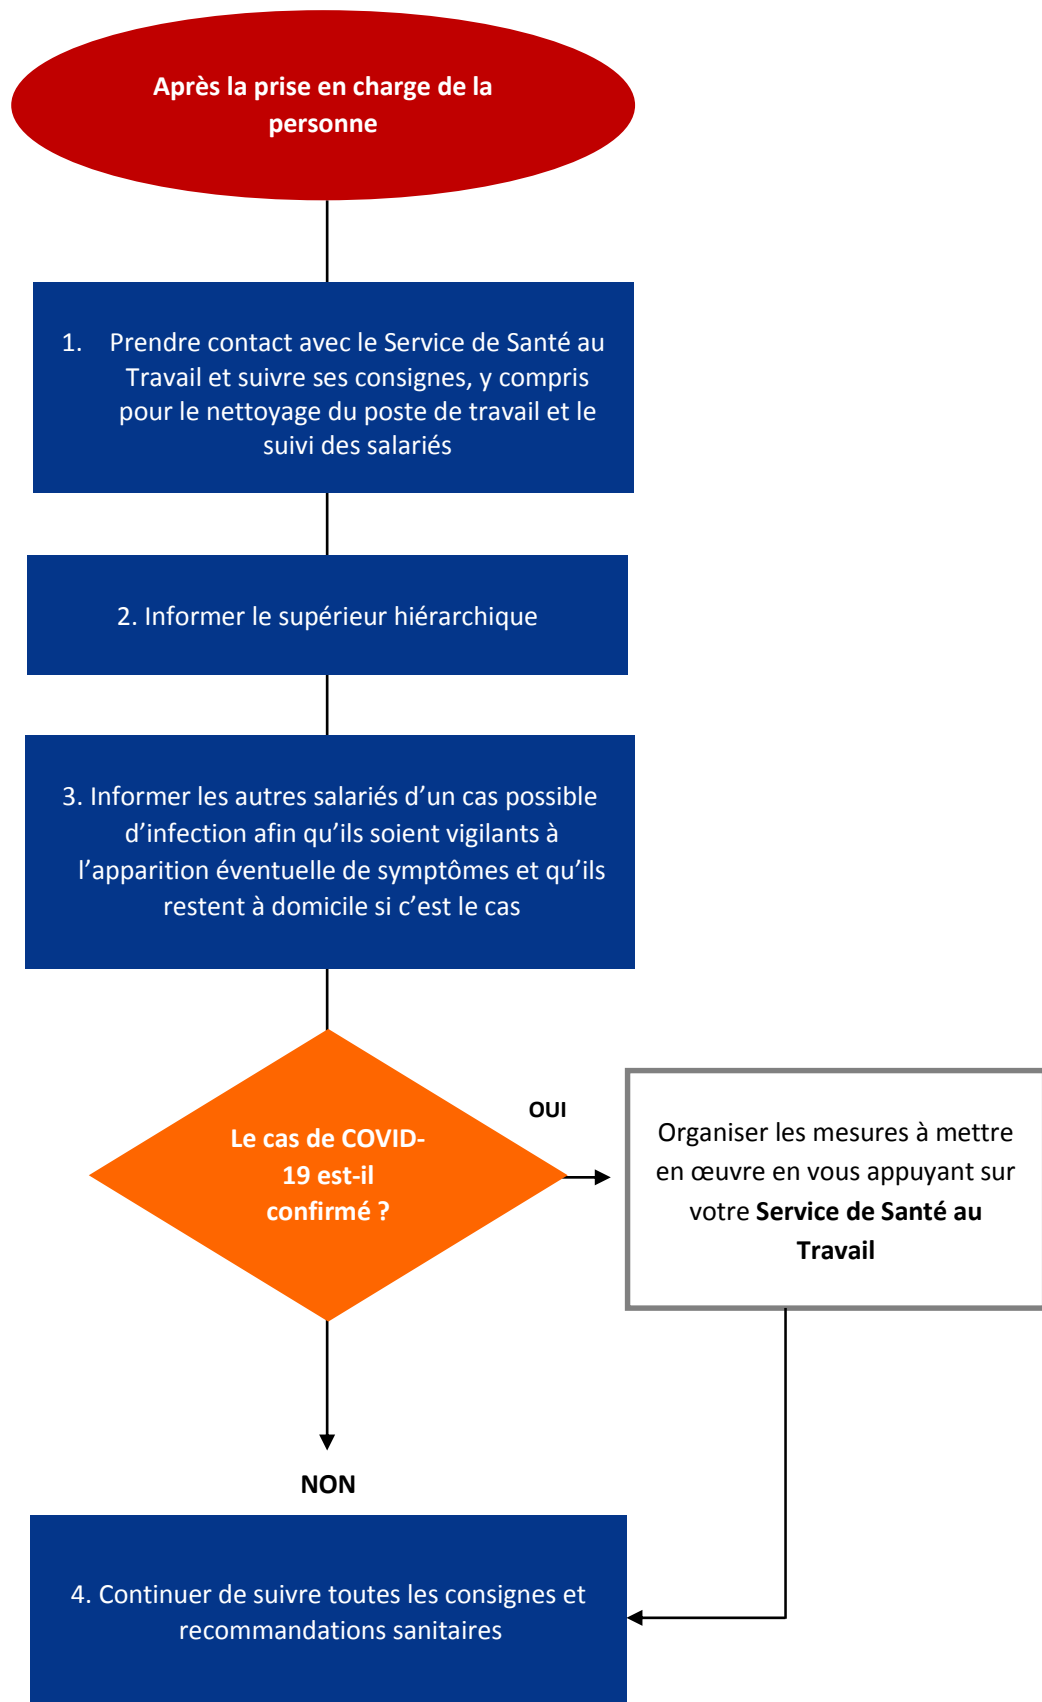 Après la prise en charge de la
personne
1. Prendre contact avec le Service de Santé au
Travail et suivre ses consignes, y compris
pour le nettoyage du poste de travail et le
suivi des salariés
2. Informer le supérieur hiérarchique
3. Informer les autres salariés d’un cas possible
d’infection afin qu’ils soient vigilants à
l’apparition éventuelle de symptômes et qu’ils
restent à domicile si c’est le cas
Le cas de COVID-
19 est-il
confirmé ?
OUI
Organiser les mesures à mettre
en œuvre en vous appuyant sur
votre Service de Santé au
Travail
NON
4. Continuer de suivre toutes les consignes et
recommandations sanitaires